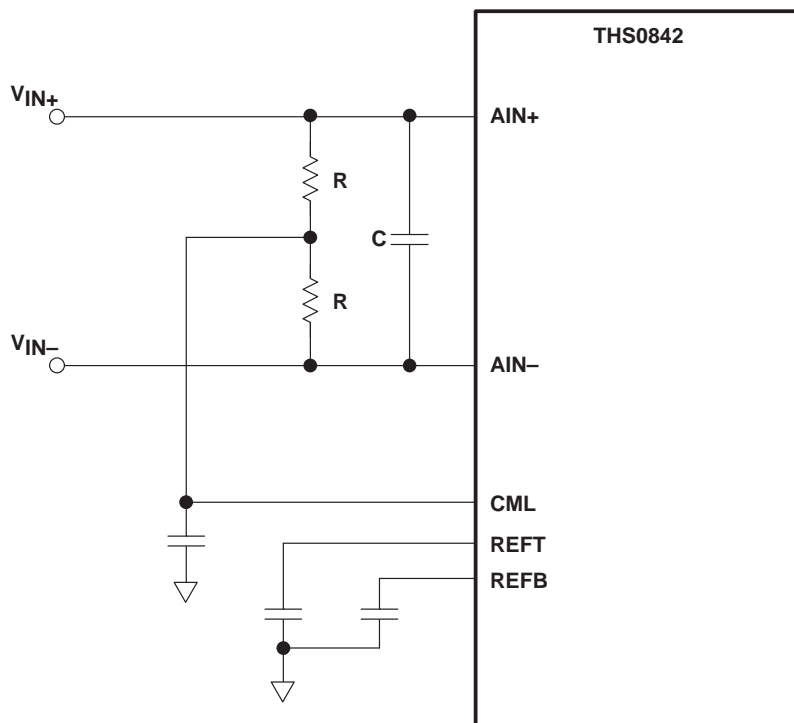 THS0842
VIN+
AIN+
R
C
R
VIN–
AIN–
CML
REFT
REFB